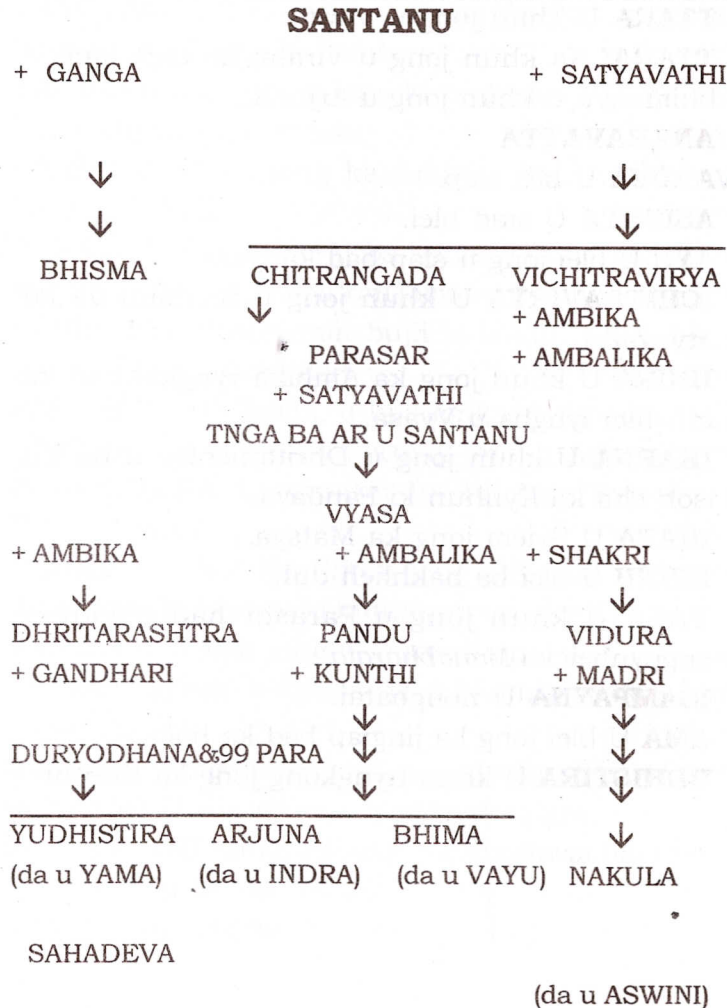 SANTANU
+ GANGA + SATYAVATHI
↓ ↓
↓ ↓
BHISMA CHITRANGADA VICHITRAVIRYA
↓ + AMBIKA
PARASAR + AMBALIKA
+ SATYAVATHI
TNGA BA AR U SANTANU
↓
VYASA
+ AMBIKA + AMBALIKA + SHAKRI
↓ ↓ ↓
DHRITARASHTRA PANDU VIDURA
+ GANDHARI + KUNTHI + MADRI
↓ ↓
DURYODHANA&99 PARA ↓ ↓
↓ ↓ ↓
YUDHISTIRA ARJUNA BHIMA ↓
(da u YAMA) (da u INDRA) (da u VAYU) NAKULA
SAHADEVA
(da u ASWINI)